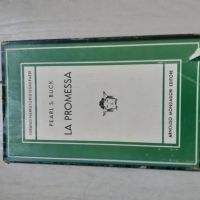 PEARL S. BUCK
LA PROMESSA
ARNOLDO MONDADORI EDITORE